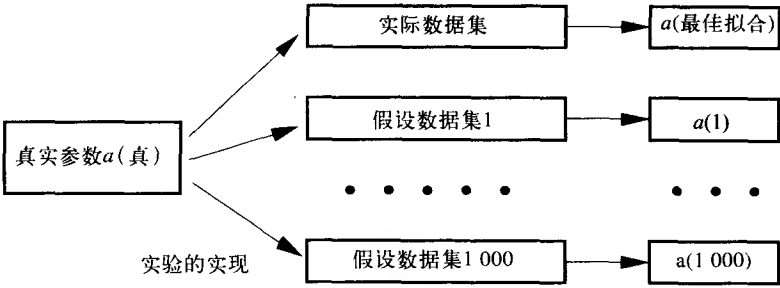 实际数据集
a(最佳拟合)
假设数据集1
a(1)
真实参数a(真)
• • • • •
• • •
实验的实现
假设数据集1 000
a(1 000)